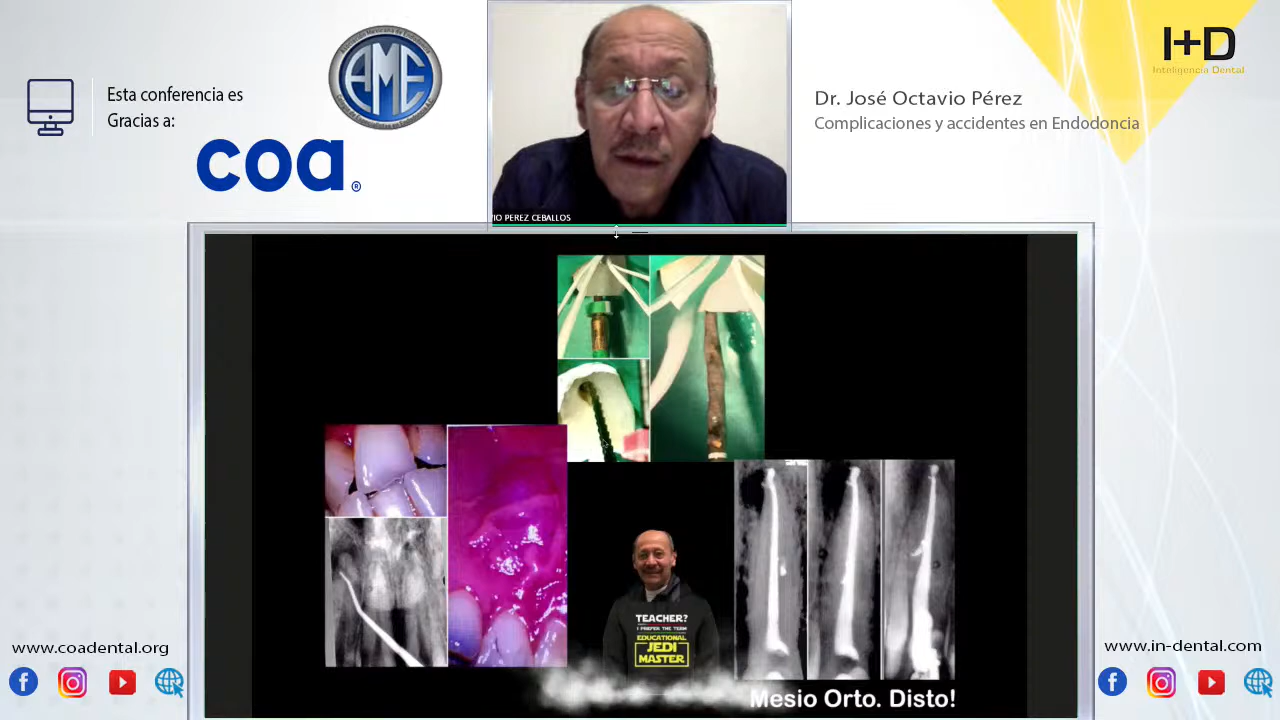 Esta conferencia es
Gracias a:
AME
coa®
I+D
Inteligencia Dental
Dr. José Octavio Pérez
Complicaciones y accidentes en Endodoncia
IO PEREZ CEBALLOS
TEACHER?
I PREFER THE TERM
EDUCATIONAL
JEDI
MASTER
Mesio Orto. Disto!
www.coadental.org
www.in-dental.com